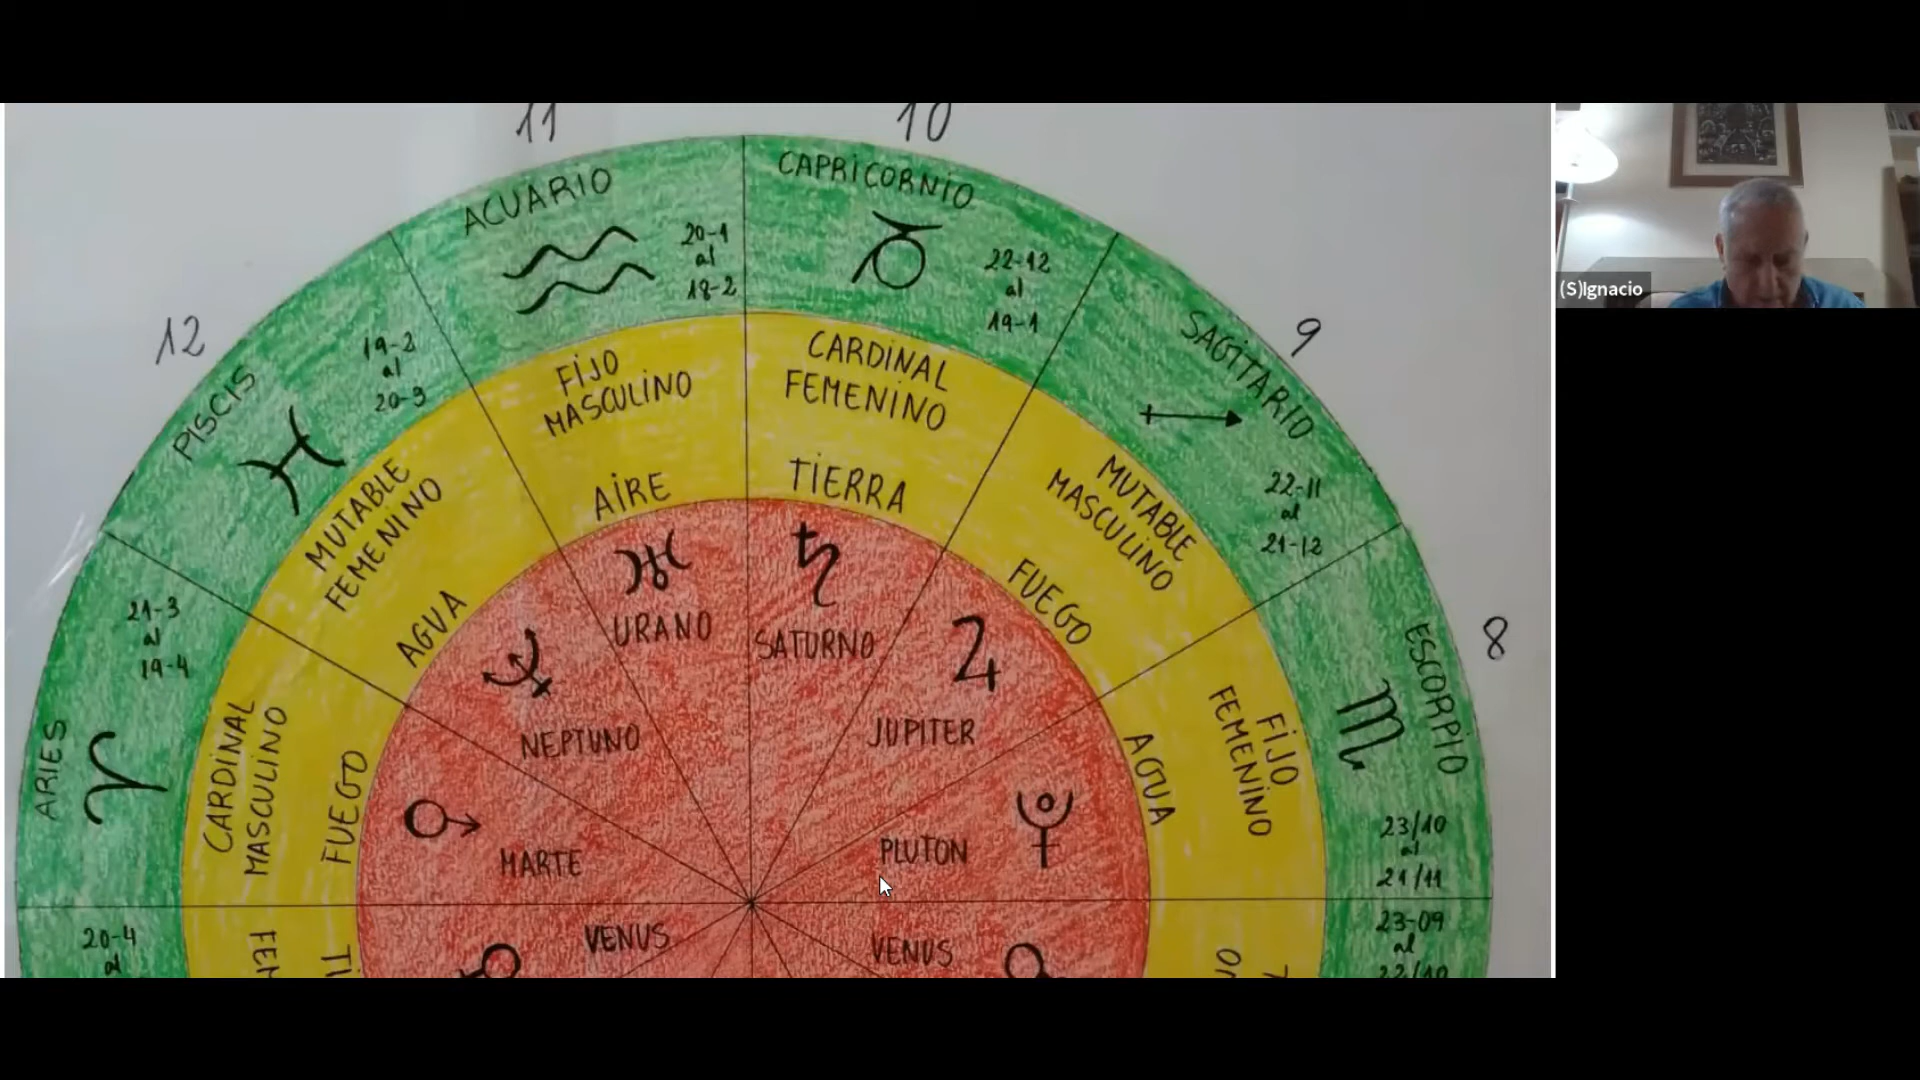 11
10
ACUARIO
20-1
al
18-2
CAPRICORNIO
22-12
al
19-1
12
PISCIS
19-2
al
20-3
SAGITARIO
9
22-11
al
21-12
FIJO
MASCULINO
AIRE
CARDINAL
FEMENINO
TIERRA
MUTABLE
FEMENINO
AGUA
MUTABLE
MASCULINO
FUEGO
URANO
SATURNO
NEPTUNO
JUPITER
ARIES
21-3
al
19-4
CARDINAL
MASCULINO
FUEGO
MARTE
PLUTON
AGUA
FIJO
FEMENINO
ESCORPIO
8
23/10
al
21/11
20-4
al
VENUS
VENUS
23-09
al
22/10
(S)Ignacio